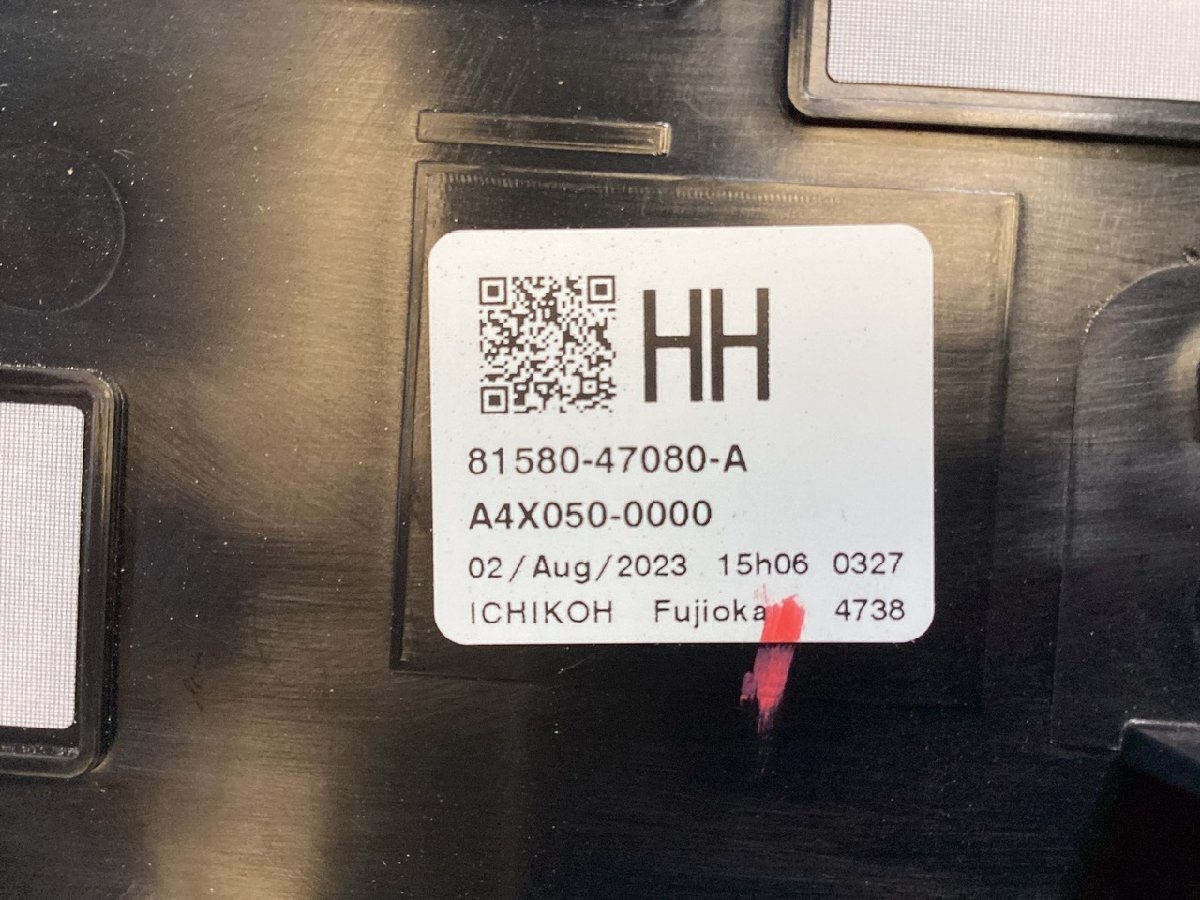 HH
81580-47080-A
A4X050-0000
02/Aug/2023 15h06 0327
ICHIKOH Fujioka 4738